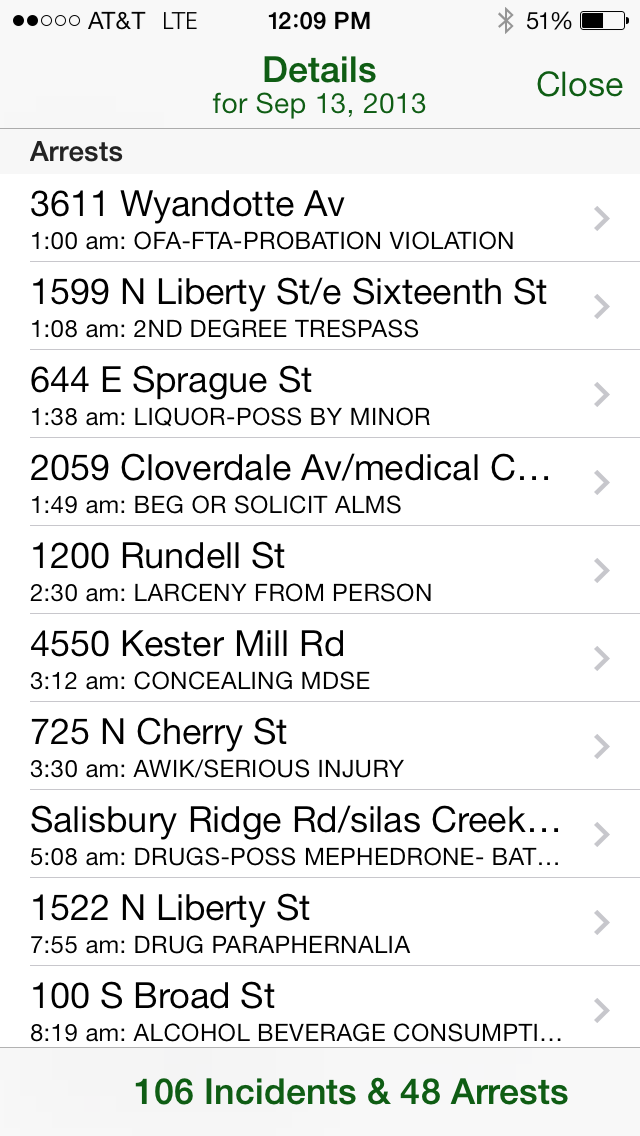 AT&T LTE 12:09 PM 51%
Details
for Sep 13, 2013
Close
Arrests
3611 Wyandotte Av
1:00 am: OFA-FTA-PROBATION VIOLATION
1599 N Liberty St/e Sixteenth St
1:08 am: 2ND DEGREE TRESPASS
644 E Sprague St
1:38 am: LIQUOR-POSS BY MINOR
2059 Cloverdale Av/medical C...
1:49 am: BEG OR SOLICIT ALMS
1200 Rundell St
2:30 am: LARCENY FROM PERSON
4550 Kester Mill Rd
3:12 am: CONCEALING MDSE
725 N Cherry St
3:30 am: AWIK/SERIOUS INJURY
Salisbury Ridge Rd/silas Creek...
5:08 am: DRUGS-POSS MEPHEDRONE- BAT...
1522 N Liberty St
7:55 am: DRUG PARAPHERNALIA
100 S Broad St
8:19 am: ALCOHOL BEVERAGE CONSUMPTI...
106 Incidents & 48 Arrests